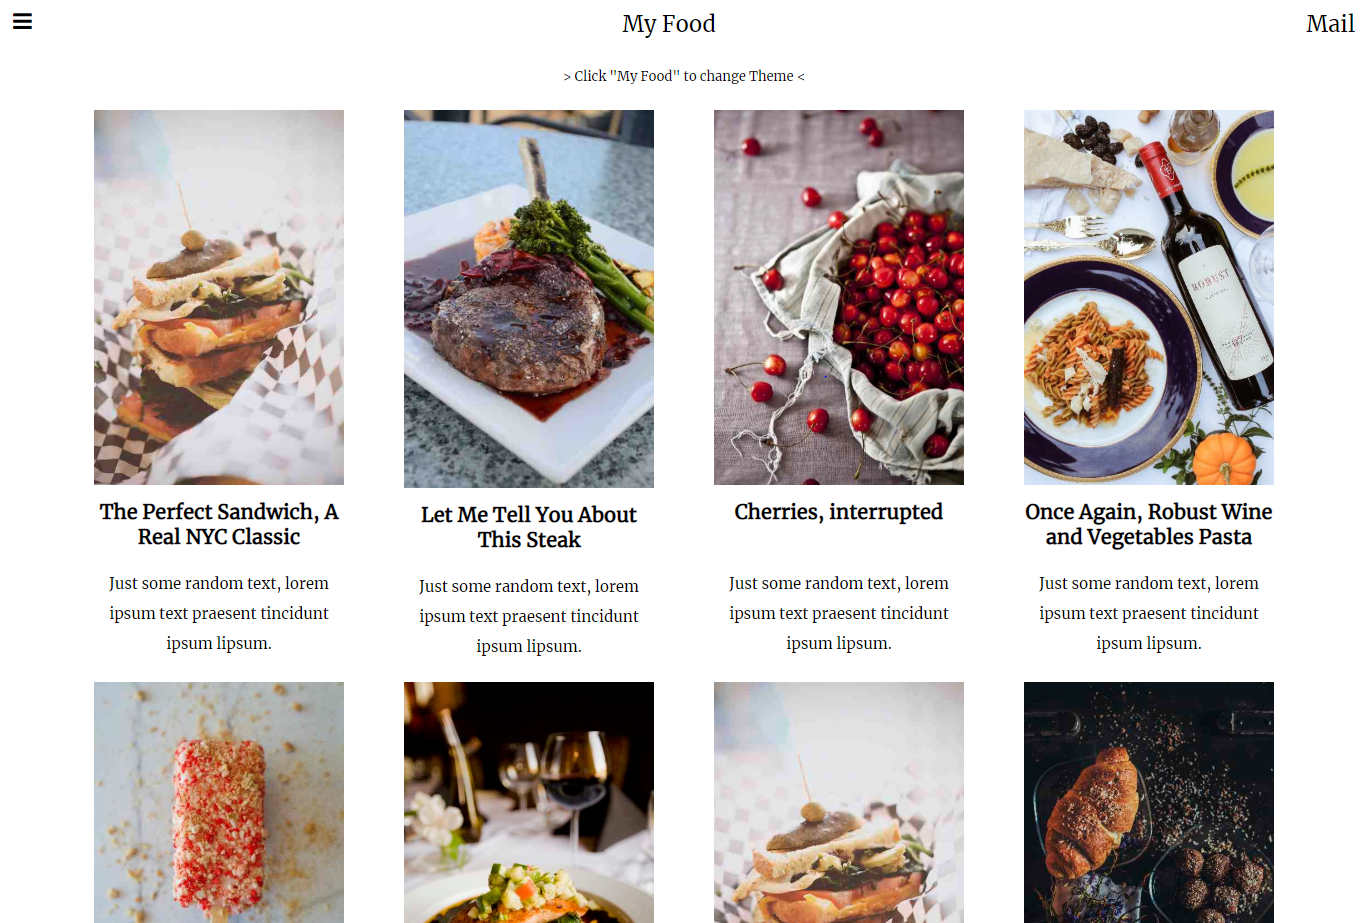 My Food
Mail
> Click "My Food" to change Theme <
ROBUST
The Perfect Sandwich, A
Real NYC Classic
Just some random text, lorem
ipsum text praesent tincidunt
ipsum lipsum.
Let Me Tell You About
This Steak
Just some random text, lorem
ipsum text praesent tincidunt
ipsum lipsum.
Cherries, interrupted
Just some random text, lorem
ipsum text praesent tincidunt
ipsum lipsum.
Once Again, Robust Wine
and Vegetables Pasta
Just some random text, lorem
ipsum text praesent tincidunt
ipsum lipsum.